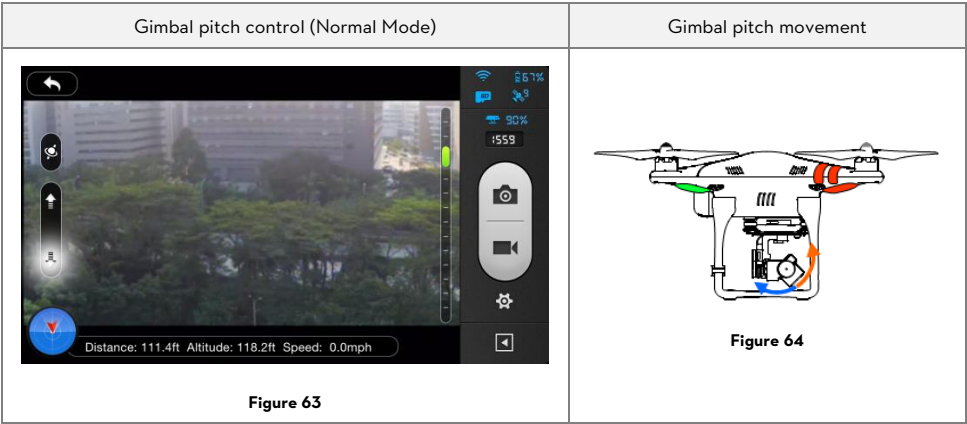 Gimbal pitch control (Normal Mode)
Gimbal pitch movement
67%
9
90%
1559
Distance: 111.4ft Altitude: 118.2ft Speed: 0.0mph
Figure 63
Figure 64